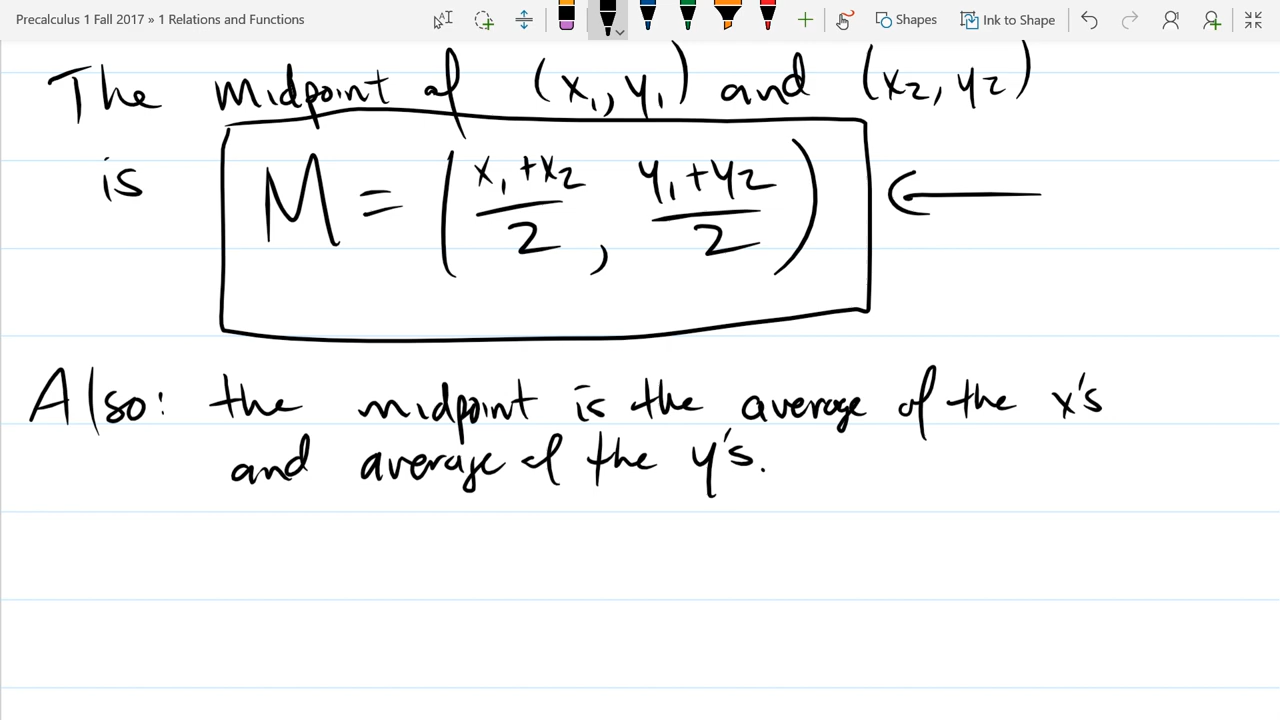 Precalculus 1 Fall 2017 » 1 Relations and Functions
Shapes
Ink to Shape
The midpoint of (x₁, y₁) and (x₂, y₂)
is M = ( (x₁+x₂)/2 , (y₁+y₂)/2 ) ←
Also: the midpoint is the average of the x's
and average of the y's.